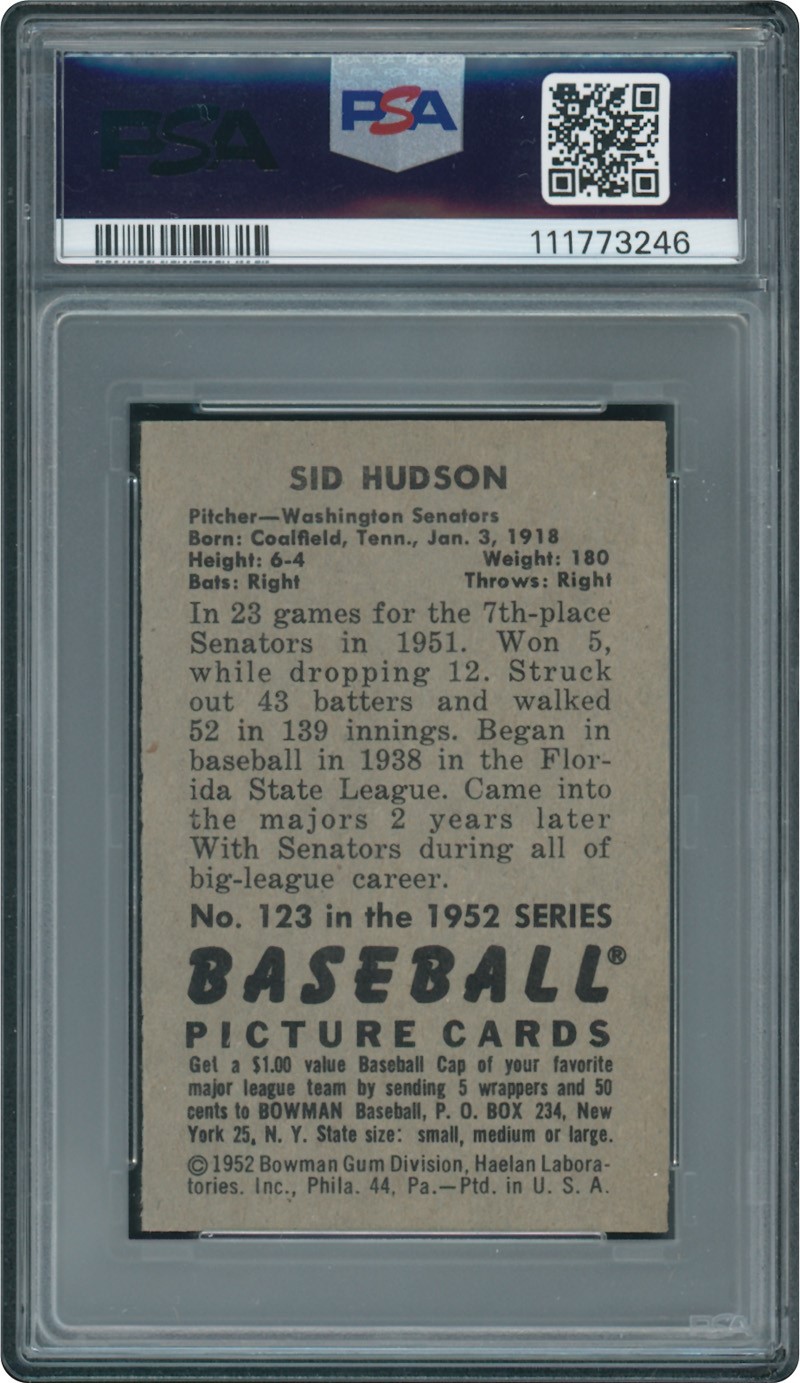 PSA
PSA
111773246
SID HUDSON
Pitcher—Washington Senators
Born: Coalfield, Tenn., Jan. 3, 1918
Height: 6-4 Weight: 180
Bats: Right Throws: Right
In 23 games for the 7th-place
Senators in 1951. Won 5,
while dropping 12. Struck
out 43 batters and walked
52 in 139 innings. Began in
baseball in 1938 in the Flor-
ida State League. Came into
the majors 2 years later
With Senators during all of
big-league career.
No. 123 in the 1952 SERIES
BASEBALL®
PICTURE CARDS
Get a $1.00 value Baseball Cap of your favorite
major league team by sending 5 wrappers and 50
cents to BOWMAN Baseball, P. O. BOX 234, New
York 25, N. Y. State size: small, medium or large.
©1952 Bowman Gum Division, Haelan Labora-
tories. Inc., Phila. 44, Pa.—Ptd. in U. S. A.
PSA